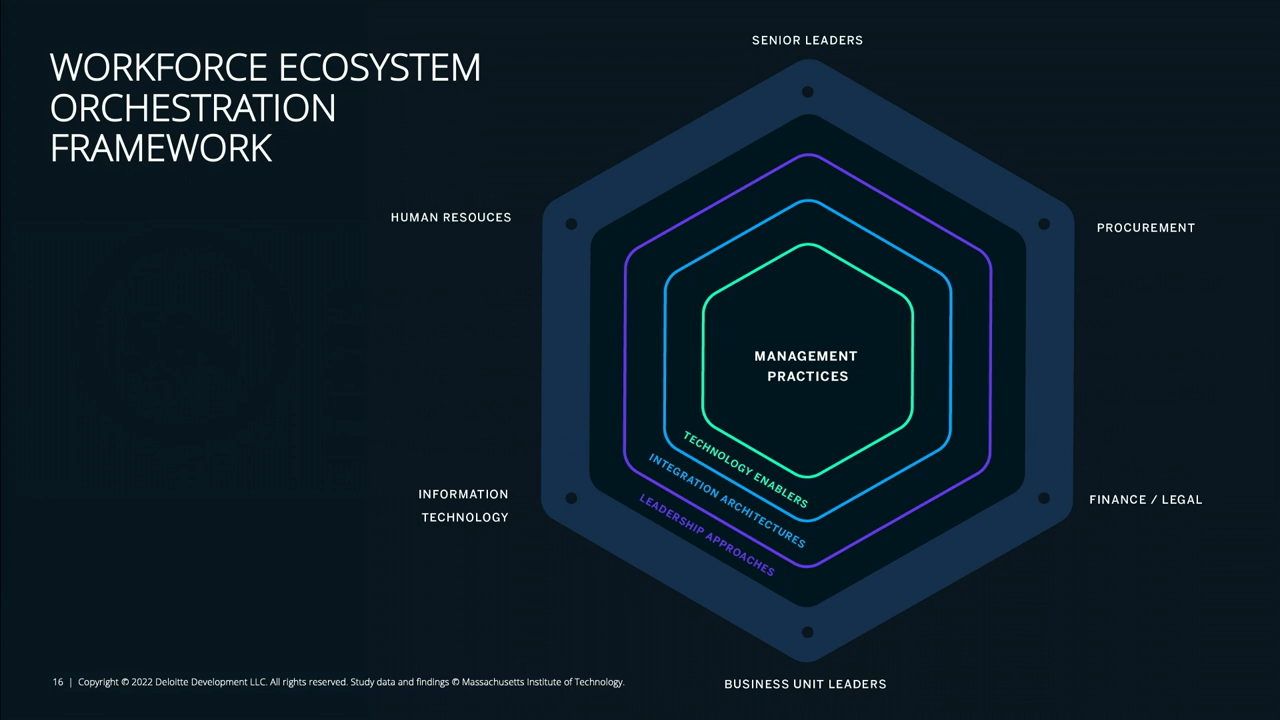 WORKFORCE ECOSYSTEM
ORCHESTRATION
FRAMEWORK
SENIOR LEADERS
HUMAN RESOUCES
PROCUREMENT
MANAGEMENT
PRACTICES
TECHNOLOGY ENABLERS
INTEGRATION ARCHITECTURES
LEADERSHIP APPROACHES
INFORMATION
TECHNOLOGY
FINANCE / LEGAL
BUSINESS UNIT LEADERS
16 | Copyright © 2022 Deloitte Development LLC. All rights reserved. Study data and findings © Massachusetts Institute of Technology.